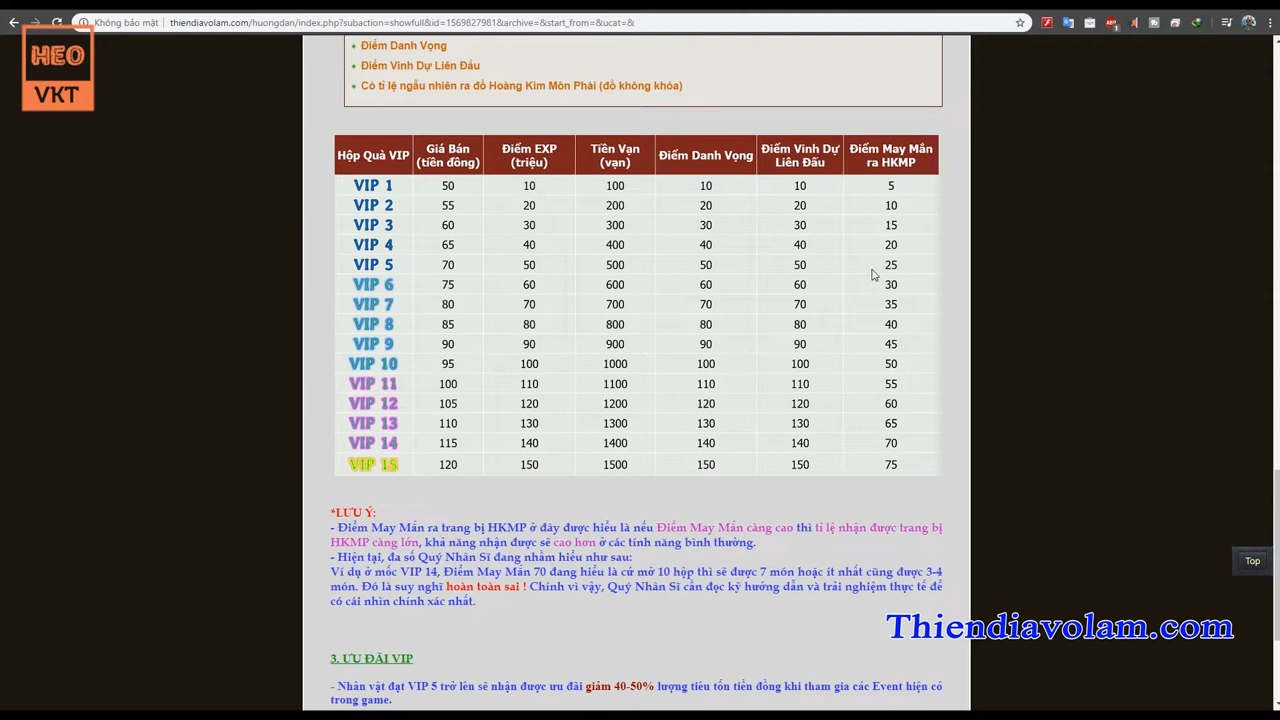 Không bảo mật | thiendiavolam.com/huongdan/index.php?subaction=showfull&id=1569827981&archive=&start_from=&ucat=&
HEO
VKT
Điểm Danh Vọng
Điểm Vinh Dự Liên Đấu
Có tỉ lệ ngẫu nhiên ra đồ Hoàng Kim Môn Phái (đồ không khóa)
Hộp Quà VIP Giá Bán (tiền đồng) Điểm EXP (triệu) Tiền Vạn (vạn) Điểm Danh Vọng Điểm Vinh Dự Liên Đấu Điểm May Mắn ra HKMP
VIP 1 50 10 100 10 10 5
VIP 2 55 20 200 20 20 10
VIP 3 60 30 300 30 30 15
VIP 4 65 40 400 40 40 20
VIP 5 70 50 500 50 50 25
VIP 6 75 60 600 60 60 30
VIP 7 80 70 700 70 70 35
VIP 8 85 80 800 80 80 40
VIP 9 90 90 900 90 90 45
VIP 10 95 100 1000 100 100 50
VIP 11 100 110 1100 110 110 55
VIP 12 105 120 1200 120 120 60
VIP 13 110 130 1300 130 130 65
VIP 14 115 140 1400 140 140 70
VIP 15 120 150 1500 150 150 75
*LƯU Ý:
- Điểm May Mắn ra trang bị HKMP ở đây được hiểu là nếu Điểm May Mắn càng cao thì tỉ lệ nhận được trang bị
HKMP càng lớn, khả năng nhận được sẽ cao hơn ở các tính năng bình thường.
- Hiện tại, đa số Quý Nhân Sĩ đang nhầm hiểu như sau:
Ví dụ ở mốc VIP 14, Điểm May Mắn 70 đang hiểu là cứ mở 10 hộp thì sẽ được 7 món hoặc ít nhất cũng được 3-4
món. Đó là suy nghĩ hoàn toàn sai ! Chính vì vậy, Quý Nhân Sĩ cần đọc kỹ hướng dẫn và trải nghiệm thực tế để
có cái nhìn chính xác nhất.
Top
Thiendiavolam.com
3. ƯU ĐÃI VIP
- Nhân vật đạt VIP 5 trở lên sẽ nhận được ưu đãi giảm 40-50% lượng tiêu tốn tiền đồng khi tham gia các Event hiện có
trong game.